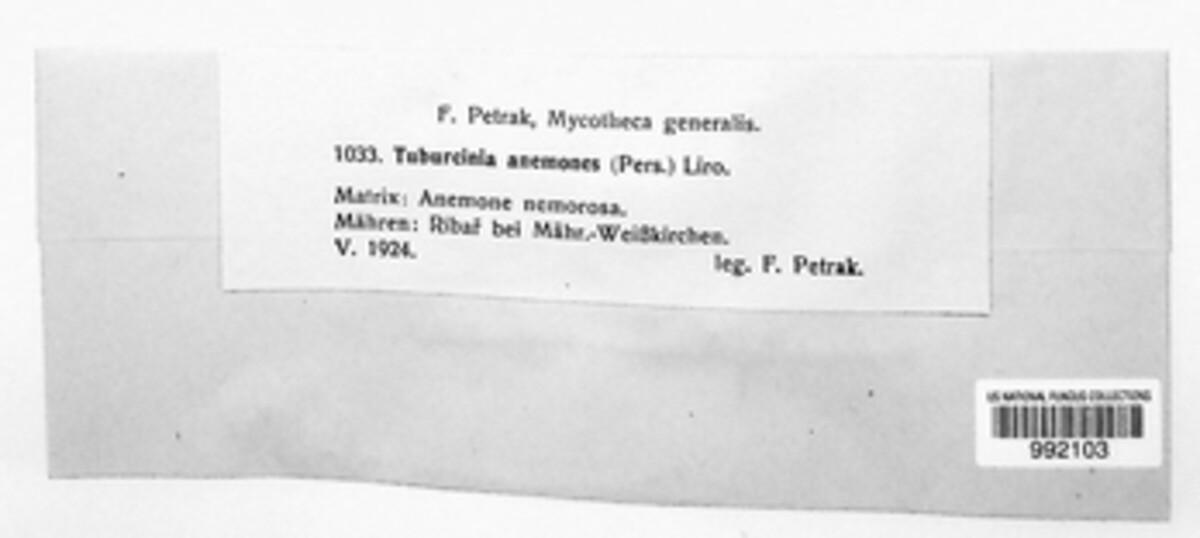 F. Petrak, Mycotheca generalis.
1033. Tuburcinia anemones (Pers.) Liro.
Matrix: Anemone nemorosa.
Mähren: Ribař bei Mähr.-Weißkirchen.
V. 1924.
leg. F. Petrak.
US NATIONAL FUNGUS COLLECTIONS
992103